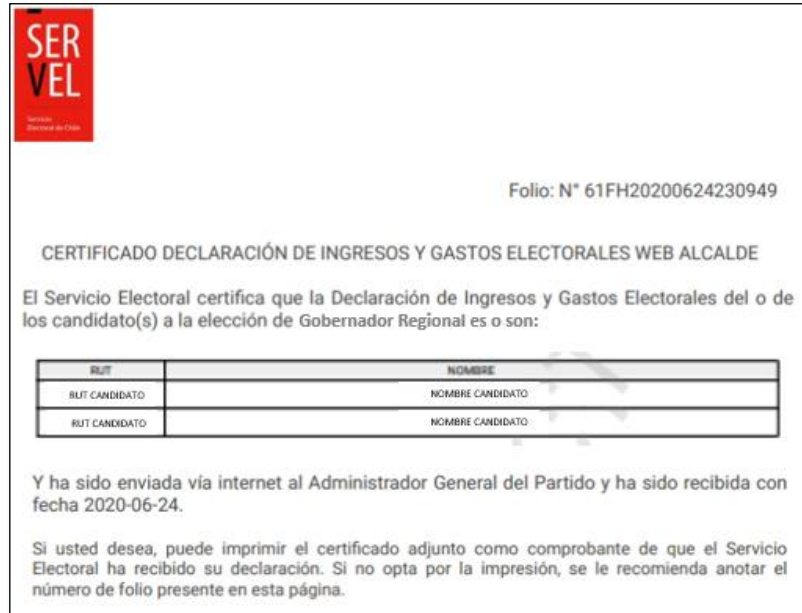 SER
VEL
Servicio
Electoral de Chile
Folio: N° 61FH20200624230949
CERTIFICADO DECLARACIÓN DE INGRESOS Y GASTOS ELECTORALES WEB ALCALDE
El Servicio Electoral certifica que la Declaración de Ingresos y Gastos Electorales del o de
los candidato(s) a la elección de Gobernador Regional es o son:
RUT NOMBRE
RUT CANDIDATO NOMBRE CANDIDATO
RUT CANDIDATO NOMBRE CANDIDATO
Y ha sido enviada vía internet al Administrador General del Partido y ha sido recibida con
fecha 2020-06-24.
Si usted desea, puede imprimir el certificado adjunto como comprobante de que el Servicio
Electoral ha recibido su declaración. Si no opta por la impresión, se le recomienda anotar el
número de folio presente en esta página.